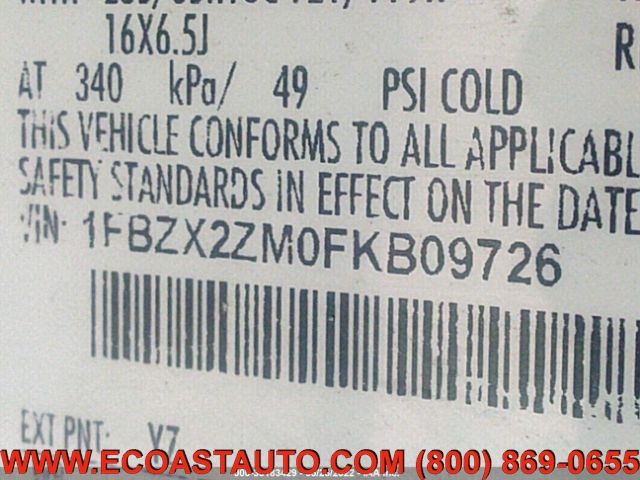 16X6.5J
AT 340 kPa/ 49 PSI COLD
THIS VEHICLE CONFORMS TO ALL APPLICABL
SAFETY STANDARDS IN EFFECT ON THE DATE
VIN: 1FBZX2ZM0FKB09726
EXT PNT: YZ
WWW.ECOASTAUTO.COM (800) 869-0655